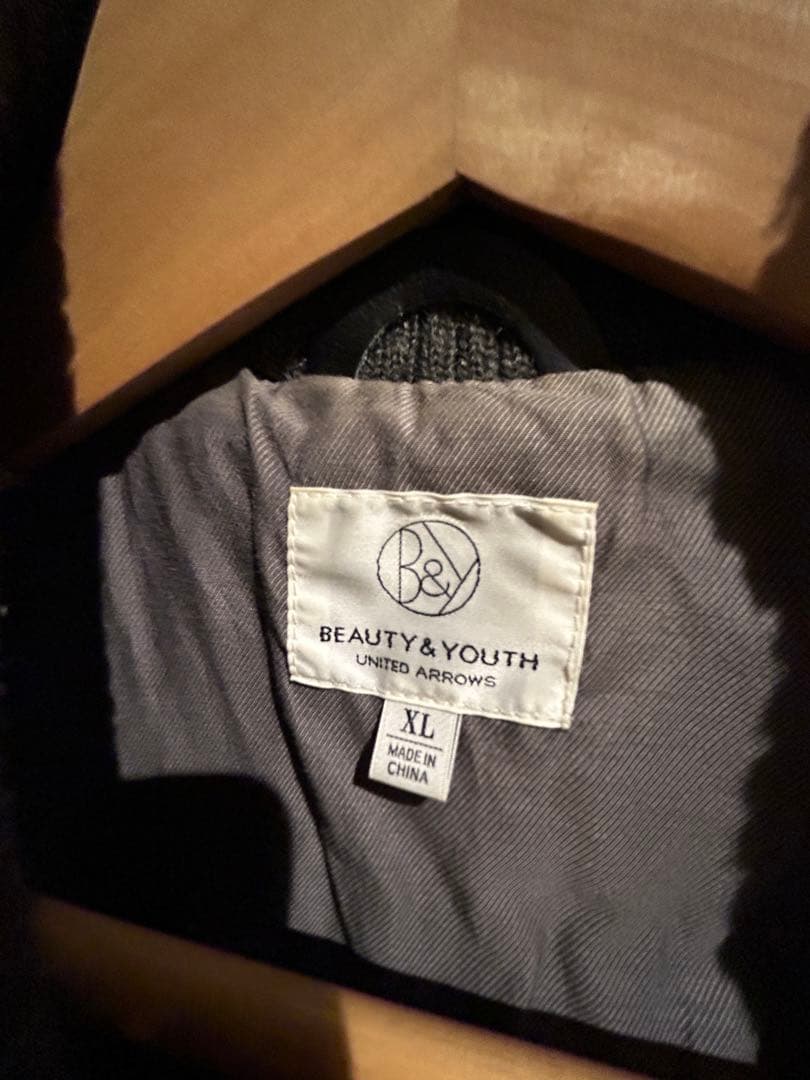 B&Y
BEAUTY & YOUTH
UNITED ARROWS
XL
MADE IN
CHINA